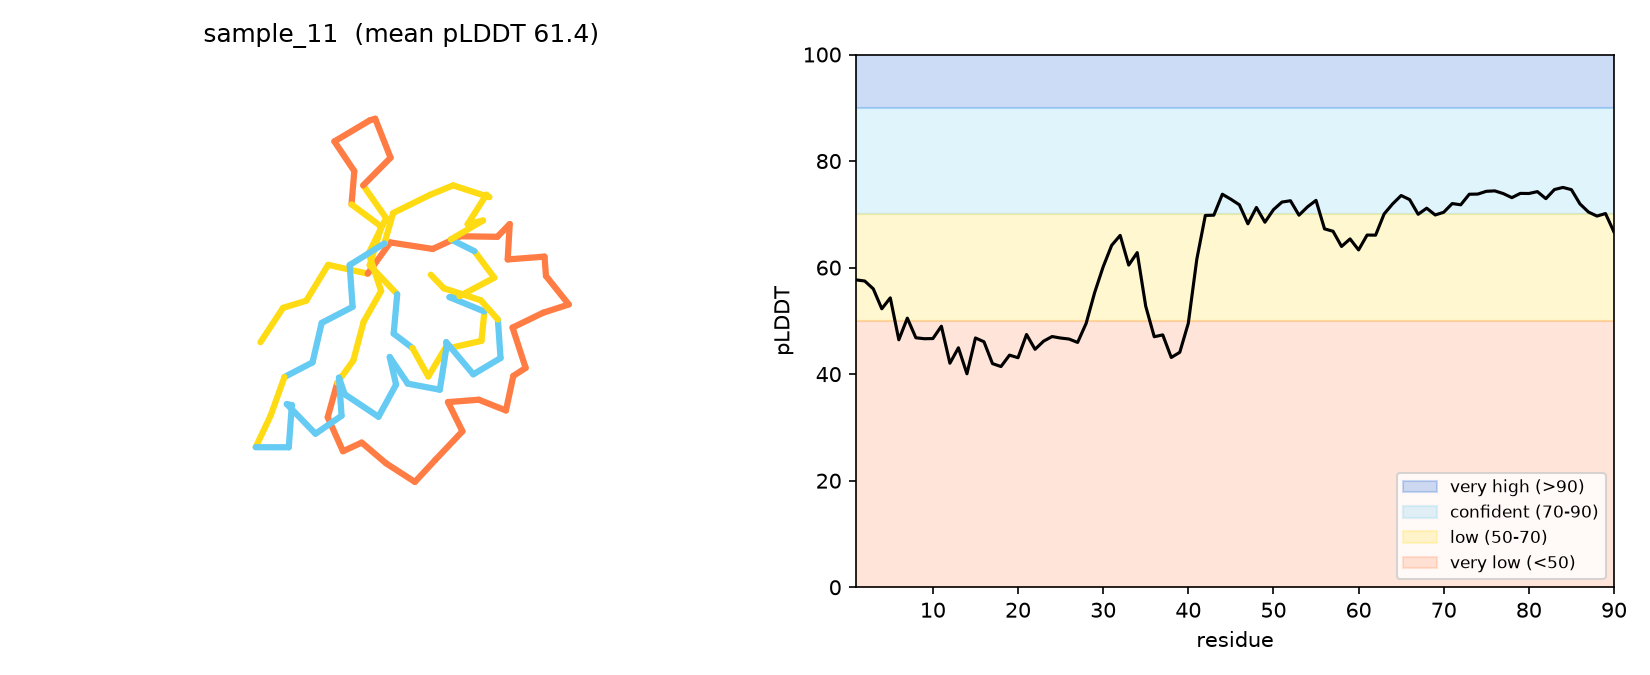 sample_11 (mean pLDDT 61.4)
100
80
60
40
20
0
pLDDT
10 20 30 40 50 60 70 80 90
residue
very high (>90)
confident (70-90)
low (50-70)
very low (<50)